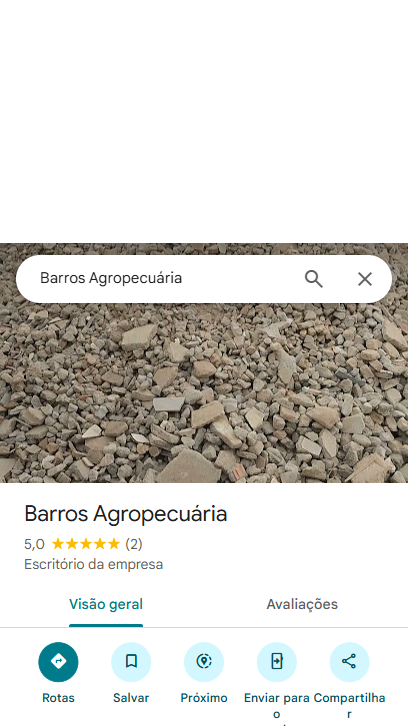 Barros Agropecuária
Barros Agropecuária
5,0 (2)
Escritório da empresa
Visão geral Avaliações
Rotas Salvar Próximo Enviar para o Compartilhar